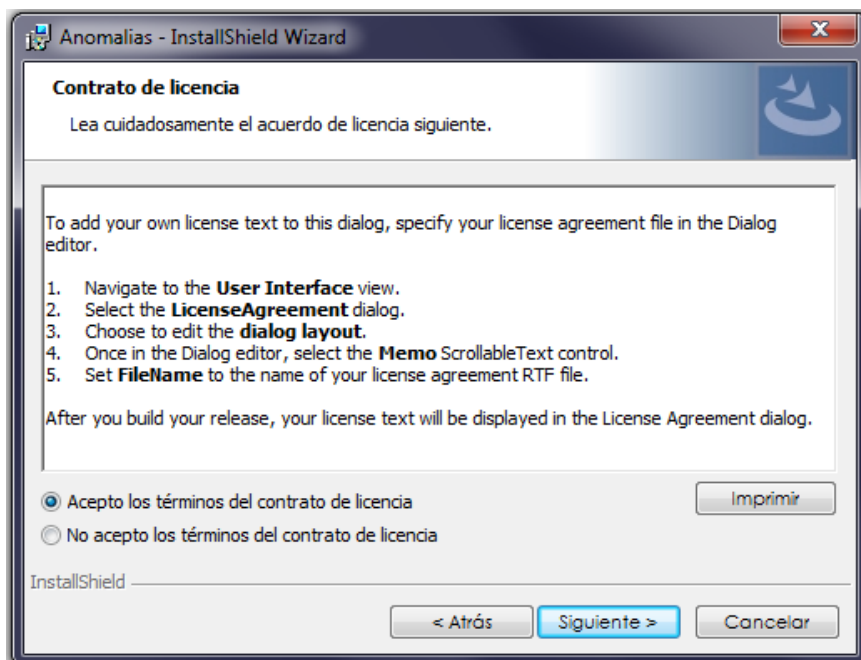 Anomalias - InstallShield Wizard
Contrato de licencia
Lea cuidadosamente el acuerdo de licencia siguiente.
To add your own license text to this dialog, specify your license agreement file in the Dialog
editor.
1. Navigate to the User Interface view.
2. Select the LicenseAgreement dialog.
3. Choose to edit the dialog layout.
4. Once in the Dialog editor, select the Memo ScrollableText control.
5. Set FileName to the name of your license agreement RTF file.
After you build your release, your license text will be displayed in the License Agreement dialog.
Acepto los términos del contrato de licencia
Imprimir
No acepto los términos del contrato de licencia
InstallShield
< Atrás
Siguiente >
Cancelar